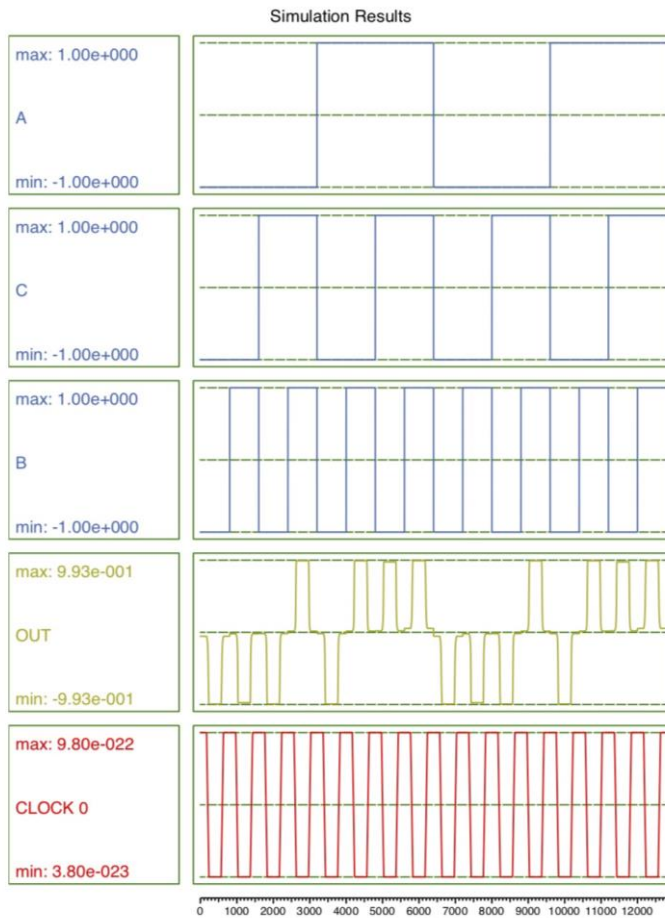 Simulation Results
max: 1.00e+000
A
min: -1.00e+000
max: 1.00e+000
C
min: -1.00e+000
max: 1.00e+000
B
min: -1.00e+000
max: 9.93e-001
OUT
min: -9.93e-001
max: 9.80e-022
CLOCK 0
min: 3.80e-023
0 1000 2000 3000 4000 5000 6000 7000 8000 9000 10000 11000 12000